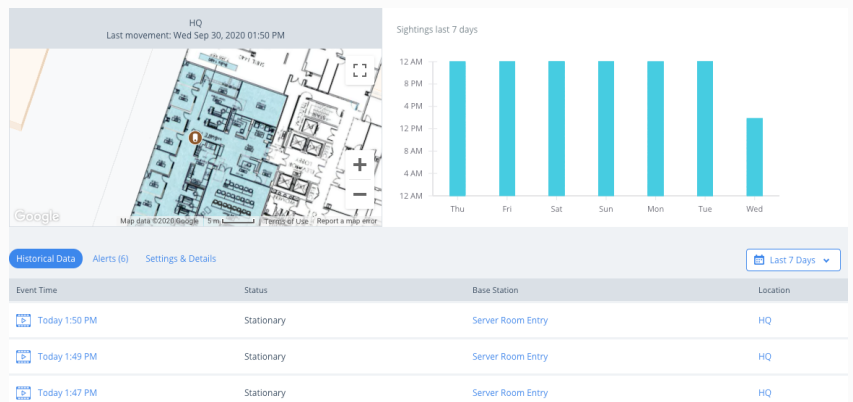 HQ
Last movement: Wed Sep 30, 2020 01:50 PM
Google
Map data ©2020 Google 5 m Terms of Use Report a map error
Sightings last 7 days
12 AM
8 PM
4 PM
12 PM
8 AM
4 AM
12 AM
Thu Fri Sat Sun Mon Tue Wed
Historical Data Alerts (6) Settings & Details Last 7 Days
Event Time Status Base Station Location
Today 1:50 PM Stationary Server Room Entry HQ
Today 1:49 PM Stationary Server Room Entry HQ
Today 1:47 PM Stationary Server Room Entry HQ